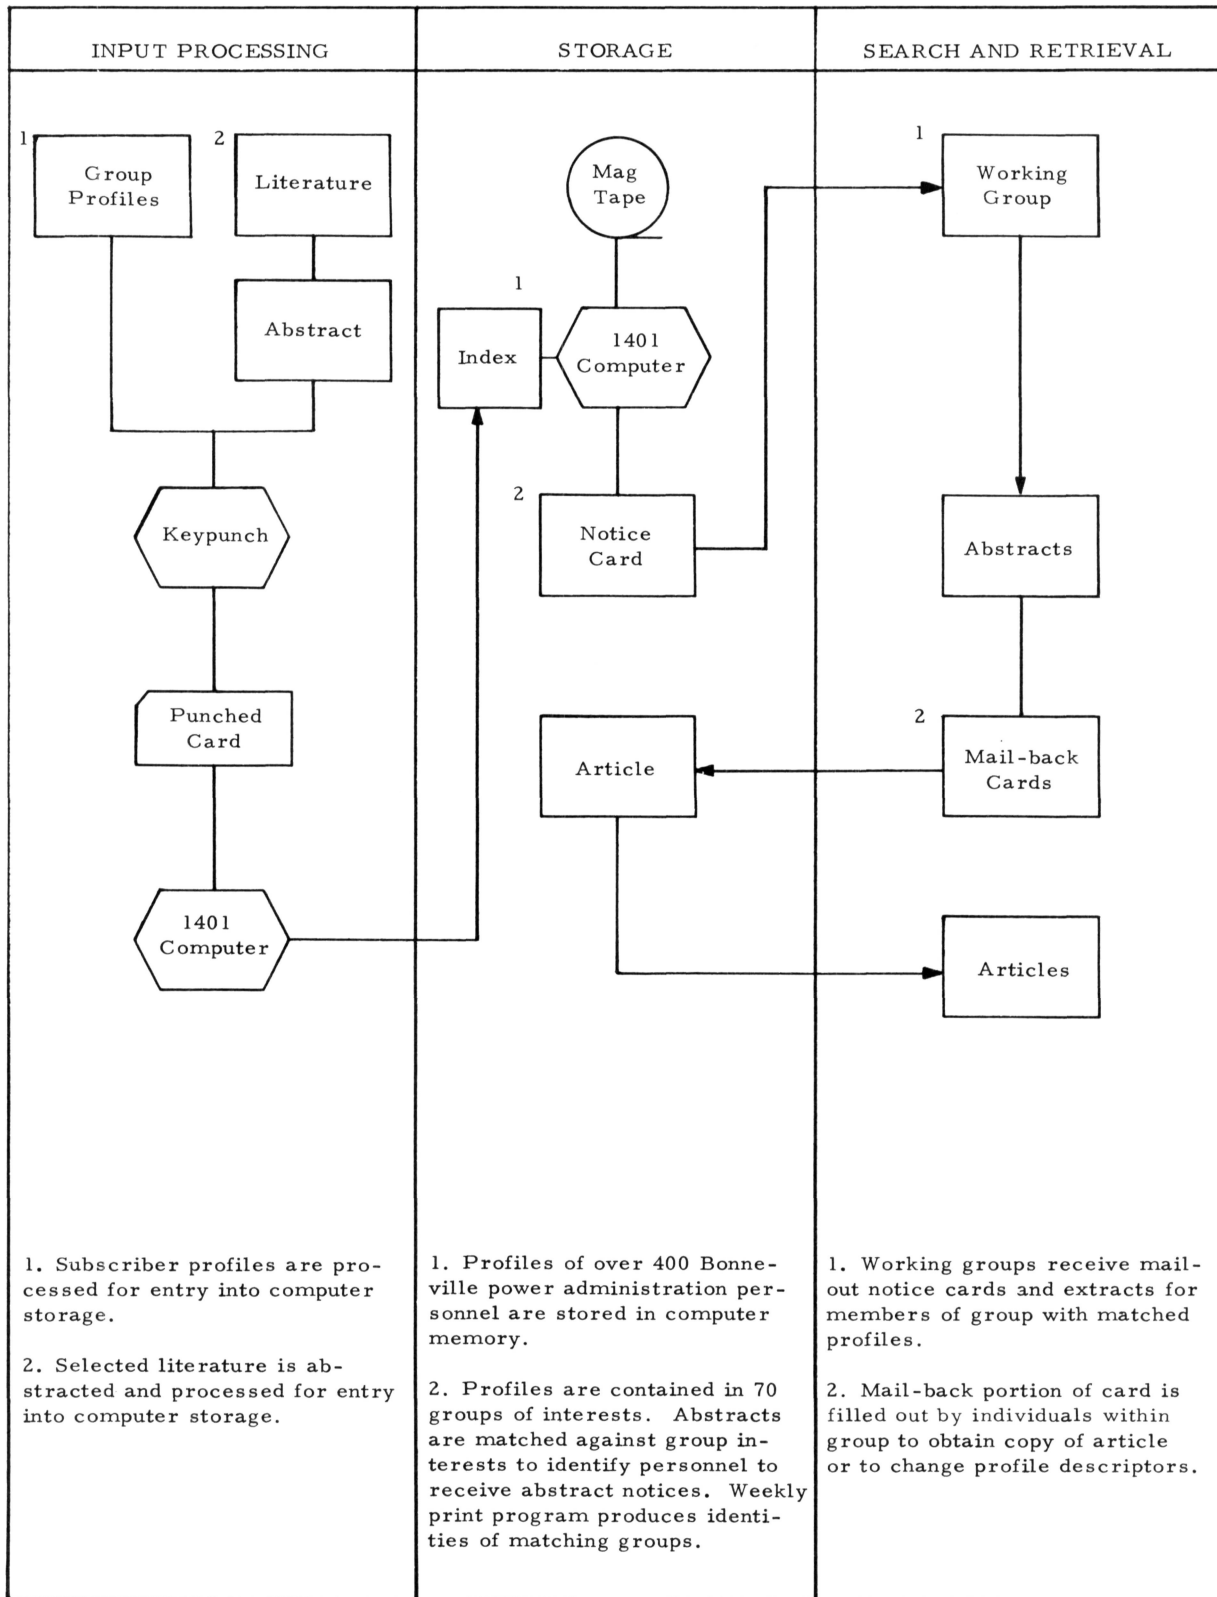 INPUT PROCESSING
STORAGE
SEARCH AND RETRIEVAL
1
Group
Profiles
2
Literature
Abstract
Keypunch
Punched
Card
1401
Computer
Mag
Tape
1
Index
1401
Computer
2
Notice
Card
Article
1
Working
Group
Abstracts
2
Mail-back
Cards
Articles
1. Subscriber profiles are pro-
cessed for entry into computer
storage.
2. Selected literature is ab-
stracted and processed for entry
into computer storage.
1. Profiles of over 400 Bonne-
ville power administration per-
sonnel are stored in computer
memory.
2. Profiles are contained in 70
groups of interests. Abstracts
are matched against group in-
terests to identify personnel to
receive abstract notices. Weekly
print program produces identi-
ties of matching groups.
1. Working groups receive mail-
out notice cards and extracts for
members of group with matched
profiles.
2. Mail-back portion of card is
filled out by individuals within
group to obtain copy of article
or to change profile descriptors.